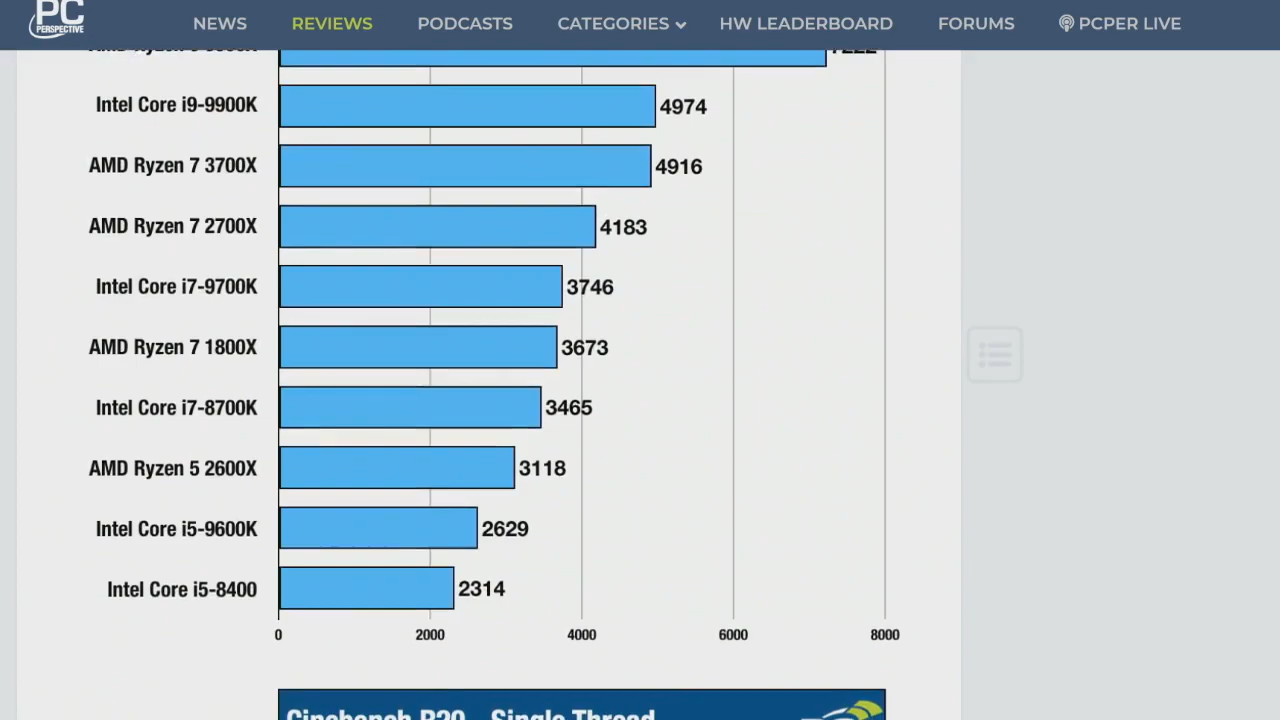 PC
PERSPECTIVE
NEWS REVIEWS PODCASTS CATEGORIES HW LEADERBOARD FORUMS PCPER LIVE
Intel Core i9-9900K 4974
AMD Ryzen 7 3700X 4916
AMD Ryzen 7 2700X 4183
Intel Core i7-9700K 3746
AMD Ryzen 7 1800X 3673
Intel Core i7-8700K 3465
AMD Ryzen 5 2600X 3118
Intel Core i5-9600K 2629
Intel Core i5-8400 2314
0 2000 4000 6000 8000
Cinebench R20 - Single Thread